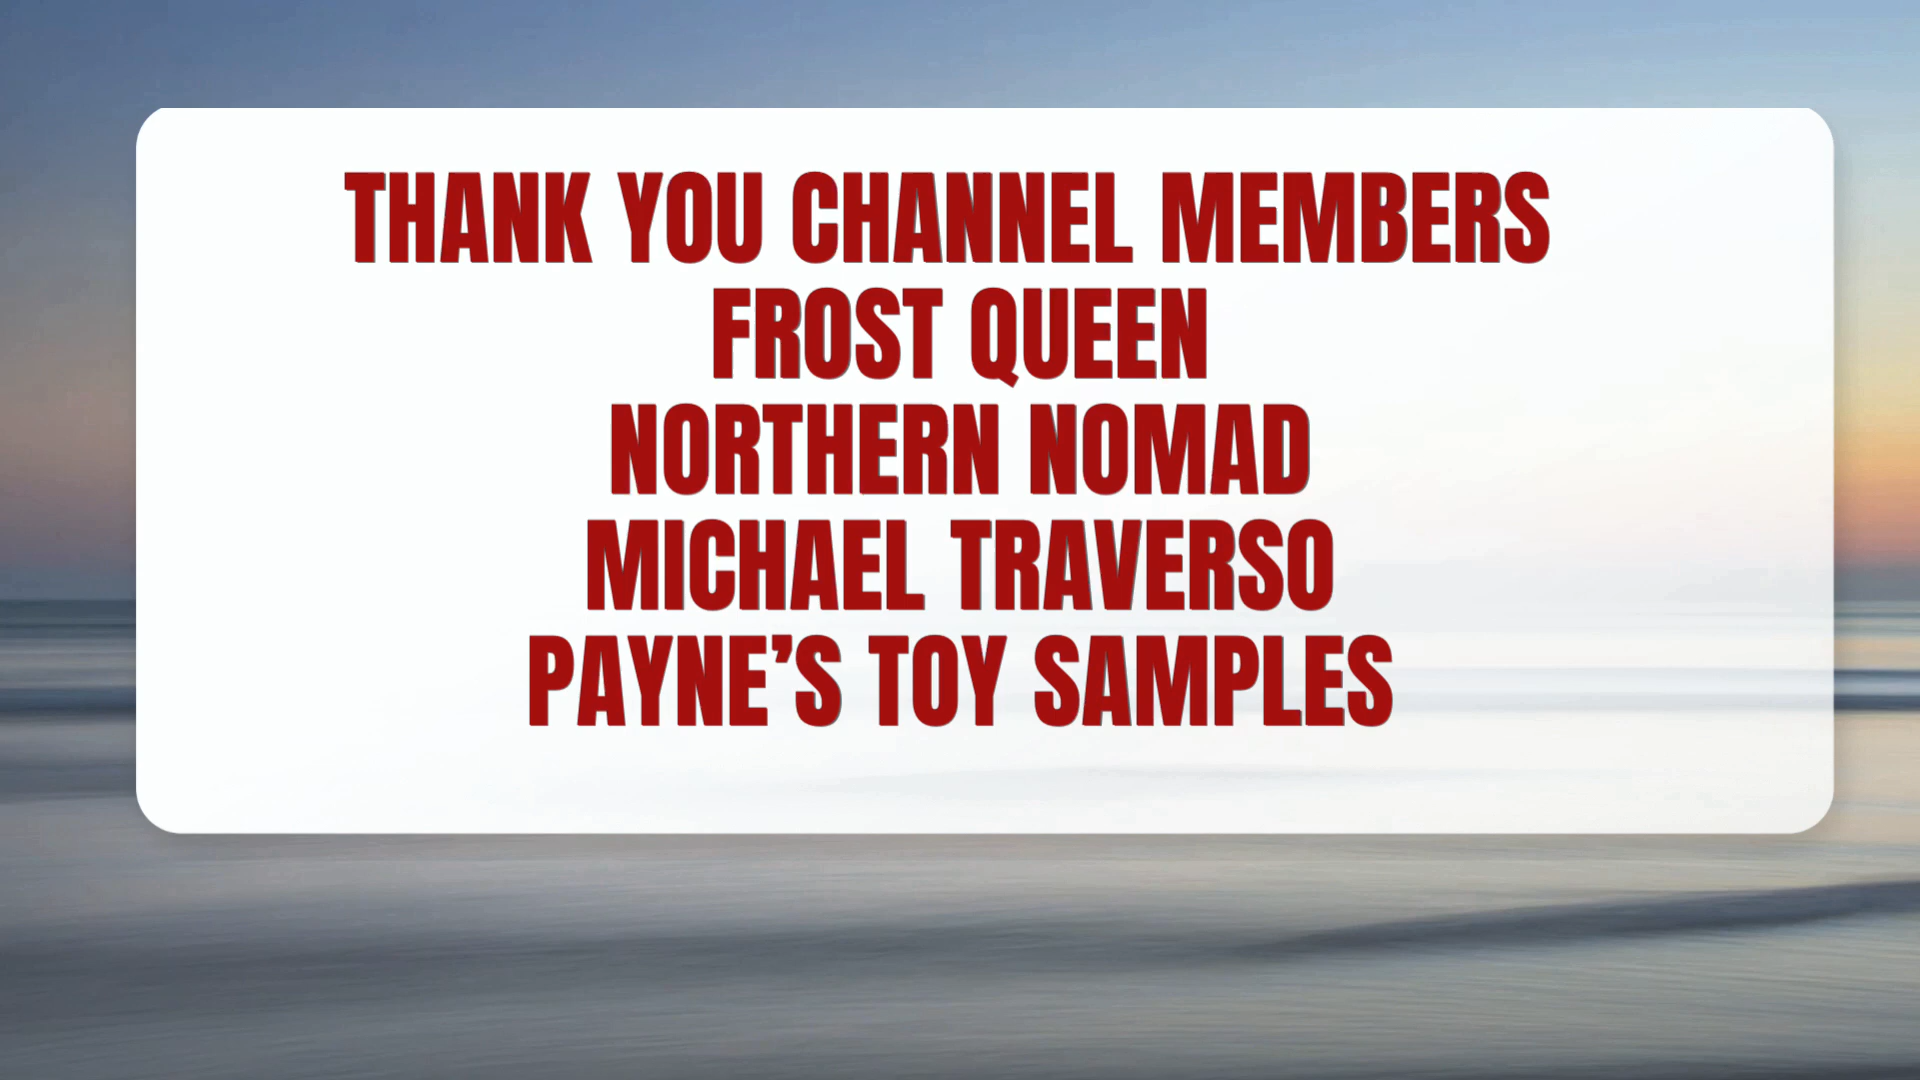 THANK YOU CHANNEL MEMBERS
FROST QUEEN
NORTHERN NOMAD
MICHAEL TRAVERSO
PAYNE’S TOY SAMPLES